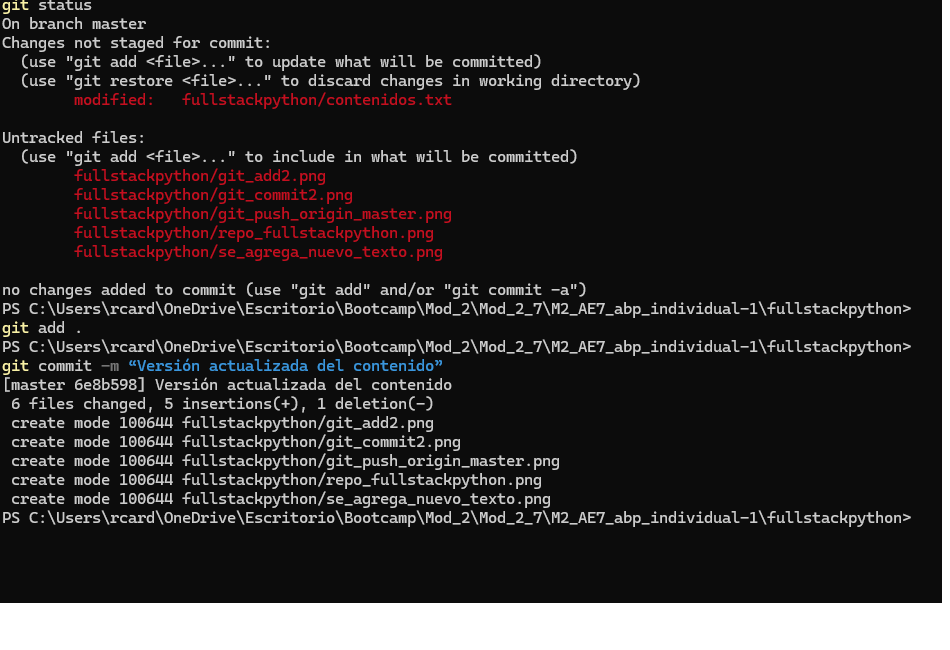 git status
On branch master
Changes not staged for commit:
  (use "git add <file>..." to update what will be committed)
  (use "git restore <file>..." to discard changes in working directory)
        modified:   fullstackpython/contenidos.txt

Untracked files:
  (use "git add <file>..." to include in what will be committed)
        fullstackpython/git_add2.png
        fullstackpython/git_commit2.png
        fullstackpython/git_push_origin_master.png
        fullstackpython/repo_fullstackpython.png
        fullstackpython/se_agrega_nuevo_texto.png

no changes added to commit (use "git add" and/or "git commit -a")
PS C:\Users\rcard\OneDrive\Escritorio\Bootcamp\Mod_2\Mod_2_7\M2_AE7_abp_individual-1\fullstackpython>
git add .
PS C:\Users\rcard\OneDrive\Escritorio\Bootcamp\Mod_2\Mod_2_7\M2_AE7_abp_individual-1\fullstackpython>
git commit -m “Versión actualizada del contenido”
[master 6e8b598] Versión actualizada del contenido
 6 files changed, 5 insertions(+), 1 deletion(-)
 create mode 100644 fullstackpython/git_add2.png
 create mode 100644 fullstackpython/git_commit2.png
 create mode 100644 fullstackpython/git_push_origin_master.png
 create mode 100644 fullstackpython/repo_fullstackpython.png
 create mode 100644 fullstackpython/se_agrega_nuevo_texto.png
PS C:\Users\rcard\OneDrive\Escritorio\Bootcamp\Mod_2\Mod_2_7\M2_AE7_abp_individual-1\fullstackpython>